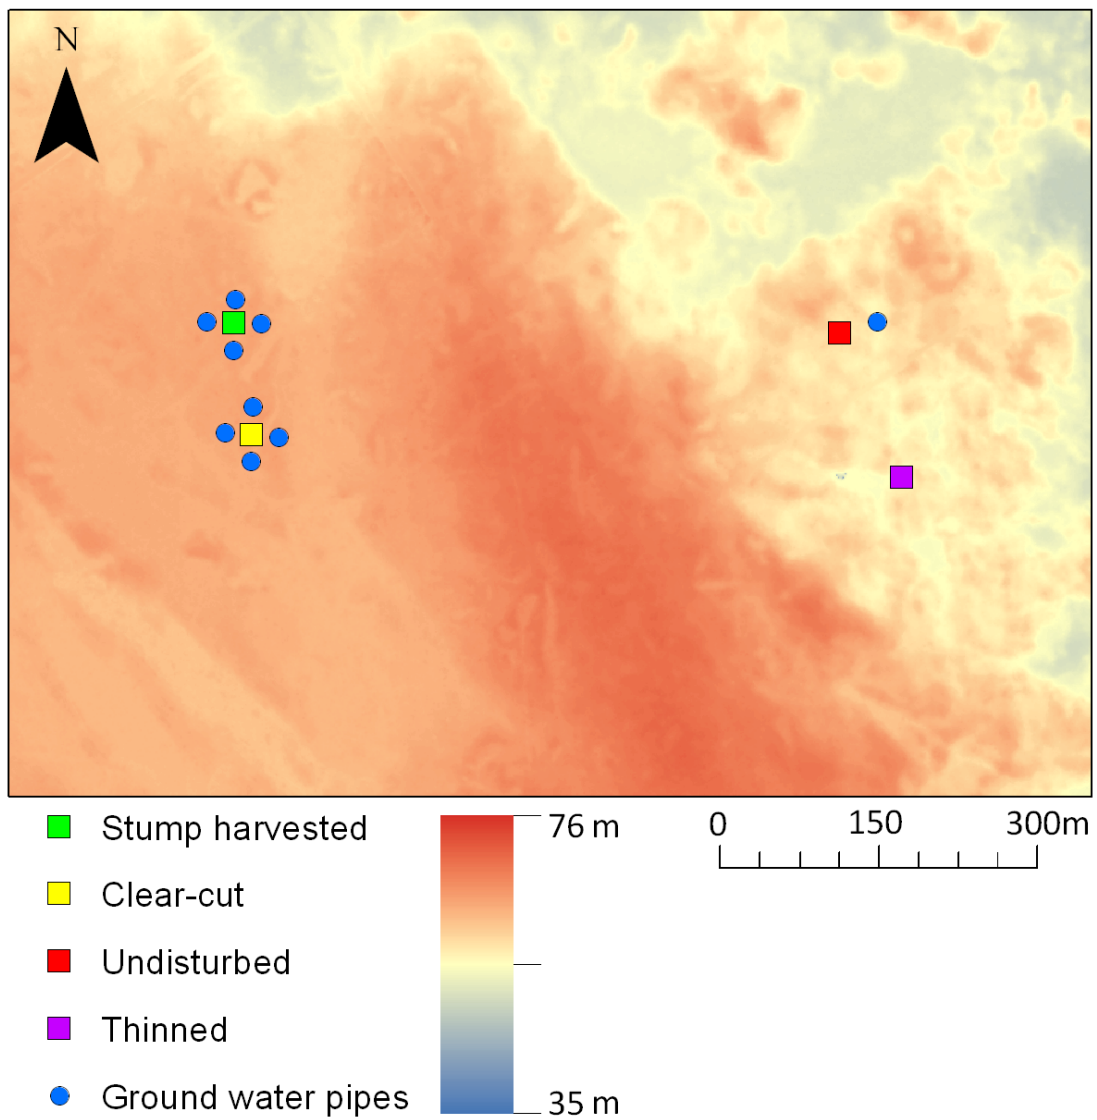 N
Stump harvested
Clear-cut
Undisturbed
Thinned
Ground water pipes
76 m
35 m
0 150 300m